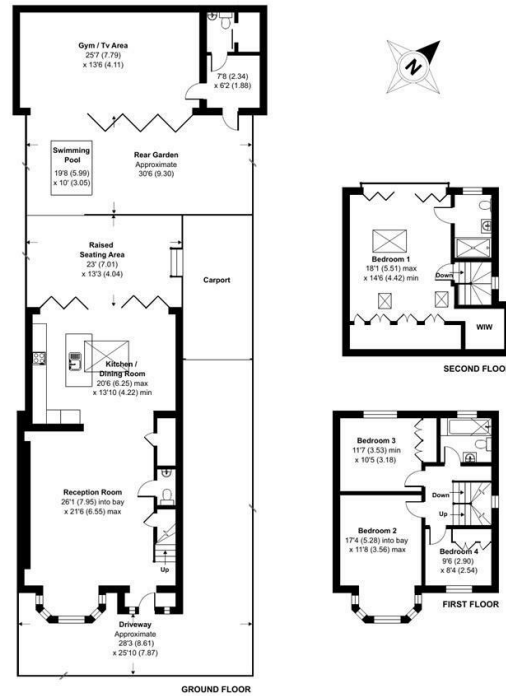 Gym / Tv Area
25'7 (7.79)
x 13'6 (4.11)
7'8 (2.34)
x 6'2 (1.88)
N
Swimming
Pool
19'8 (5.99)
x 10' (3.05)
Rear Garden
Approximate
30'6 (9.30)
Raised
Seating Area
23' (7.01)
x 13'3 (4.04)
Carport
Kitchen /
Dining Room
20'6 (6.25) max
x 13'10 (4.22) min
Reception Room
26'1 (7.95) into bay
x 21'6 (6.55) max
Up
Driveway
Approximate
28'3 (8.61)
x 25'10 (7.87)
GROUND FLOOR
Bedroom 1
18'1 (5.51) max
x 14'6 (4.42) min
Down
WIW
SECOND FLOOR
Bedroom 3
11'7 (3.53) min
x 10'5 (3.18)
Down
Up
Bedroom 2
17'4 (5.28) into bay
x 11'8 (3.56) max
Bedroom 4
9'6 (2.90)
x 8'4 (2.54)
FIRST FLOOR